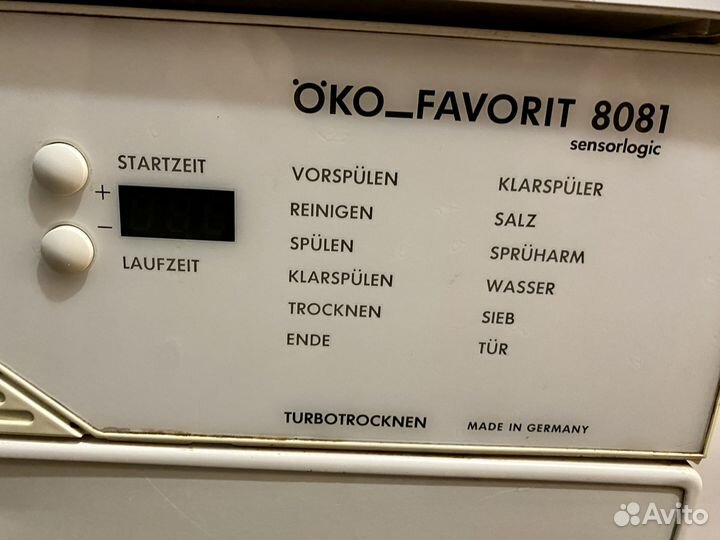 ÖKO_FAVORIT 8081
sensorlogic
STARTZEIT
+
−
LAUFZEIT
VORSPÜLEN
REINIGEN
SPÜLEN
KLARSPÜLEN
TROCKNEN
ENDE
KLARSPÜLER
SALZ
SPRÜHARM
WASSER
SIEB
TÜR
TURBOTROCKNEN
MADE IN GERMANY
Avito